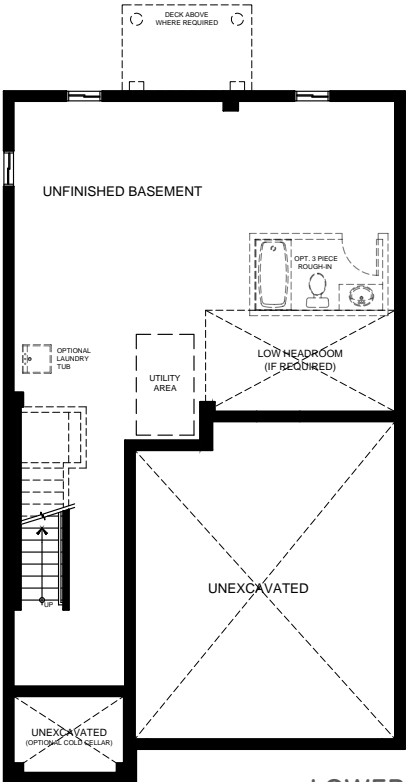 DECK ABOVE
WHERE REQUIRED
UNFINISHED BASEMENT
OPT. 3 PIECE
ROUGH-IN
OPTIONAL
LAUNDRY
TUB
LOW HEADROOM
(IF REQUIRED)
UTILITY
AREA
UNEXCAVATED
UP
UNEXCAVATED
(OPTIONAL COLD CELLAR)
LOWER